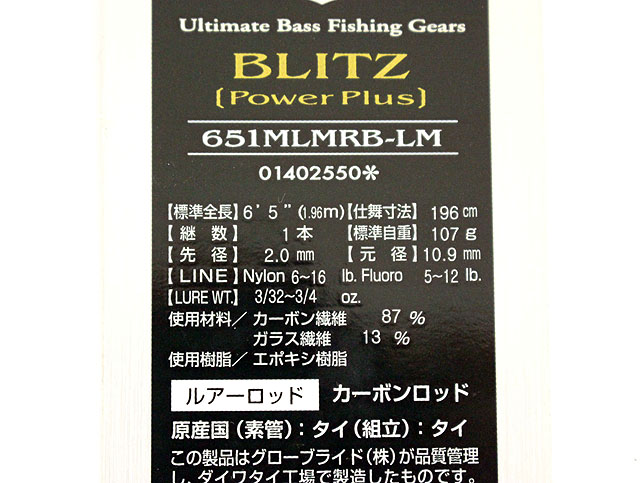 Ultimate Bass Fishing Gears
BLITZ
[Power Plus]
651MLMRB-LM
01402550*
【標準全長】6'5"(1.96m)【仕舞寸法】196cm
【継数】1本【標準自重】107g
【先径】2.0mm【元径】10.9mm
【LINE】Nylon 6~16 lb. Fluoro 5~12 lb.
【LURE WT.】3/32~3/4 oz.
使用材料/カーボン繊維 87%
ガラス繊維 13%
使用樹脂/エポキシ樹脂
ルアーロッド カーボンロッド
原産国(素管):タイ(組立):タイ
この製品はグローブライド(株)が品質管理
し、ダイワタイ工場で製造したものです。